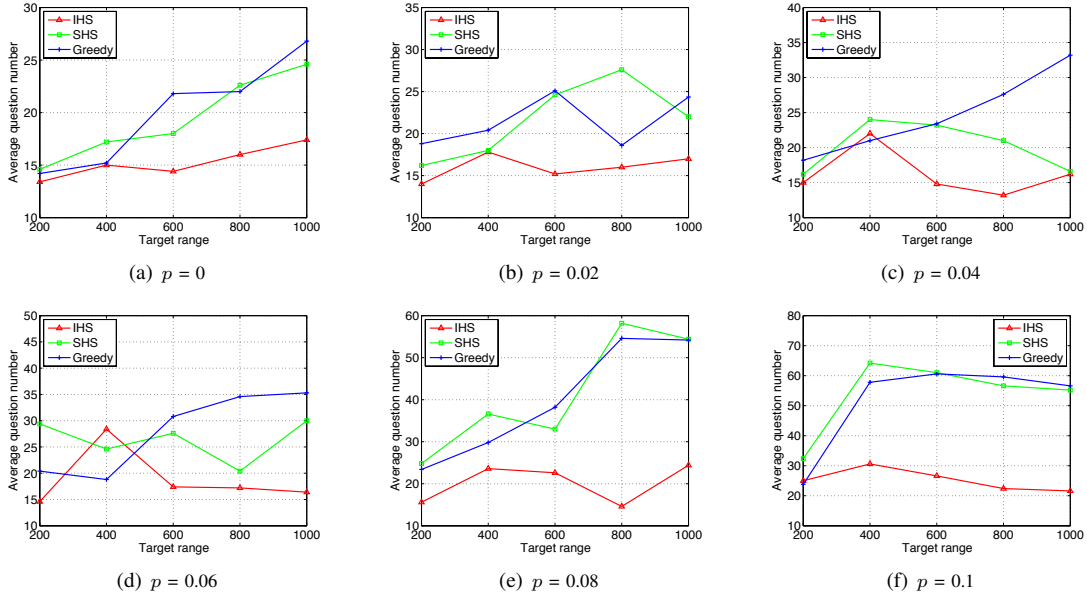 30
25
20
15
10
200 400 600 800 1000
Average question number
Target range
IHS
SHS
Greedy
(a) p = 0
35
30
25
20
15
10
200 400 600 800 1000
Average question number
Target range
IHS
SHS
Greedy
(b) p = 0.02
40
35
30
25
20
15
10
200 400 600 800 1000
Average question number
Target range
IHS
SHS
Greedy
(c) p = 0.04
50
45
40
35
30
25
20
15
10
200 400 600 800 1000
Average question number
Target range
IHS
SHS
Greedy
(d) p = 0.06
60
50
40
30
20
10
200 400 600 800 1000
Average question number
Target range
IHS
SHS
Greedy
(e) p = 0.08
80
70
60
50
40
30
20
10
200 400 600 800 1000
Average question number
Target range
IHS
SHS
Greedy
(f) p = 0.1